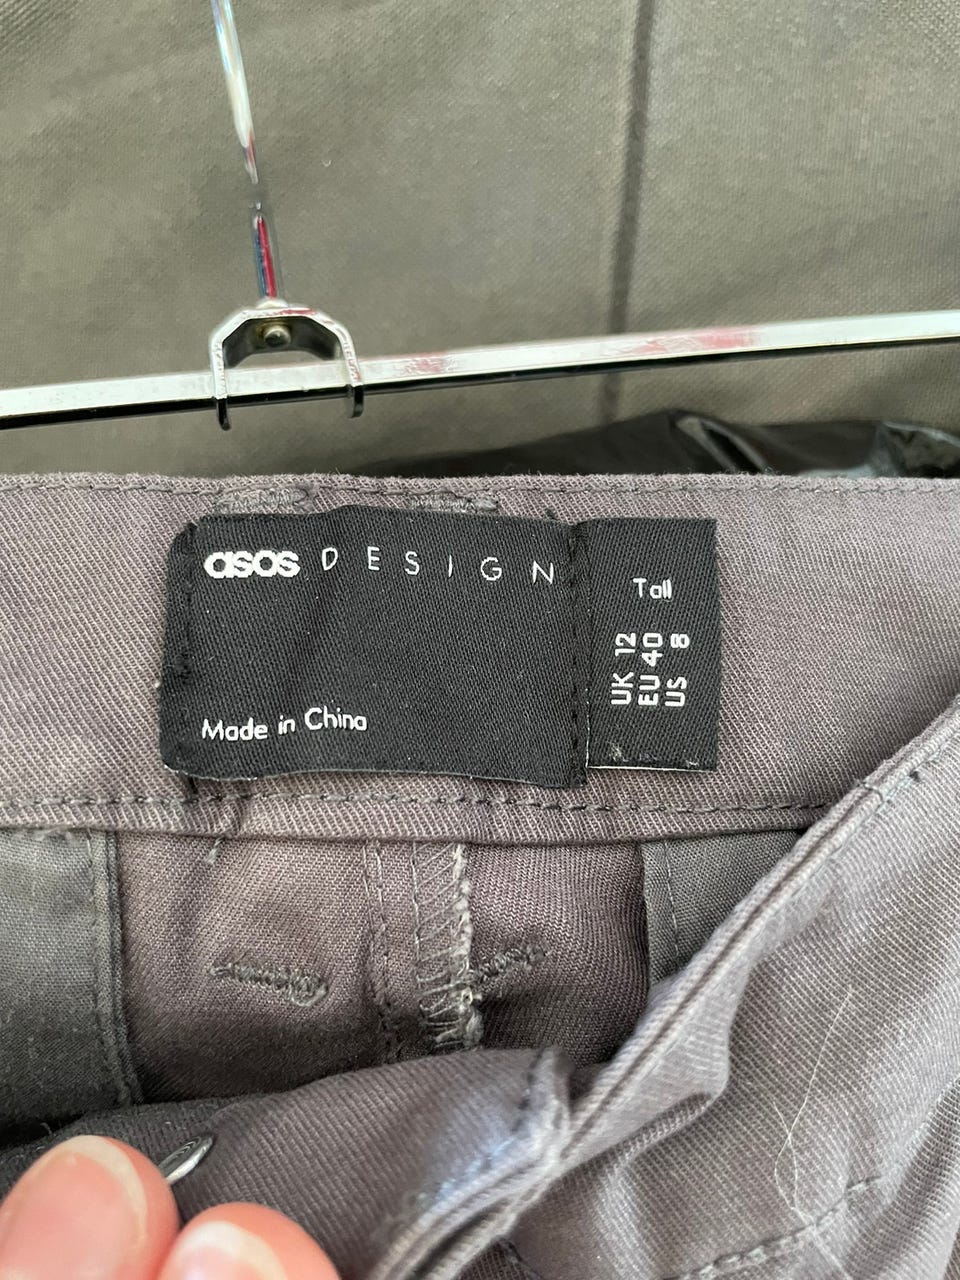 asos DESIGN
Made in China
Tall
UK 12
EU 40
US 8